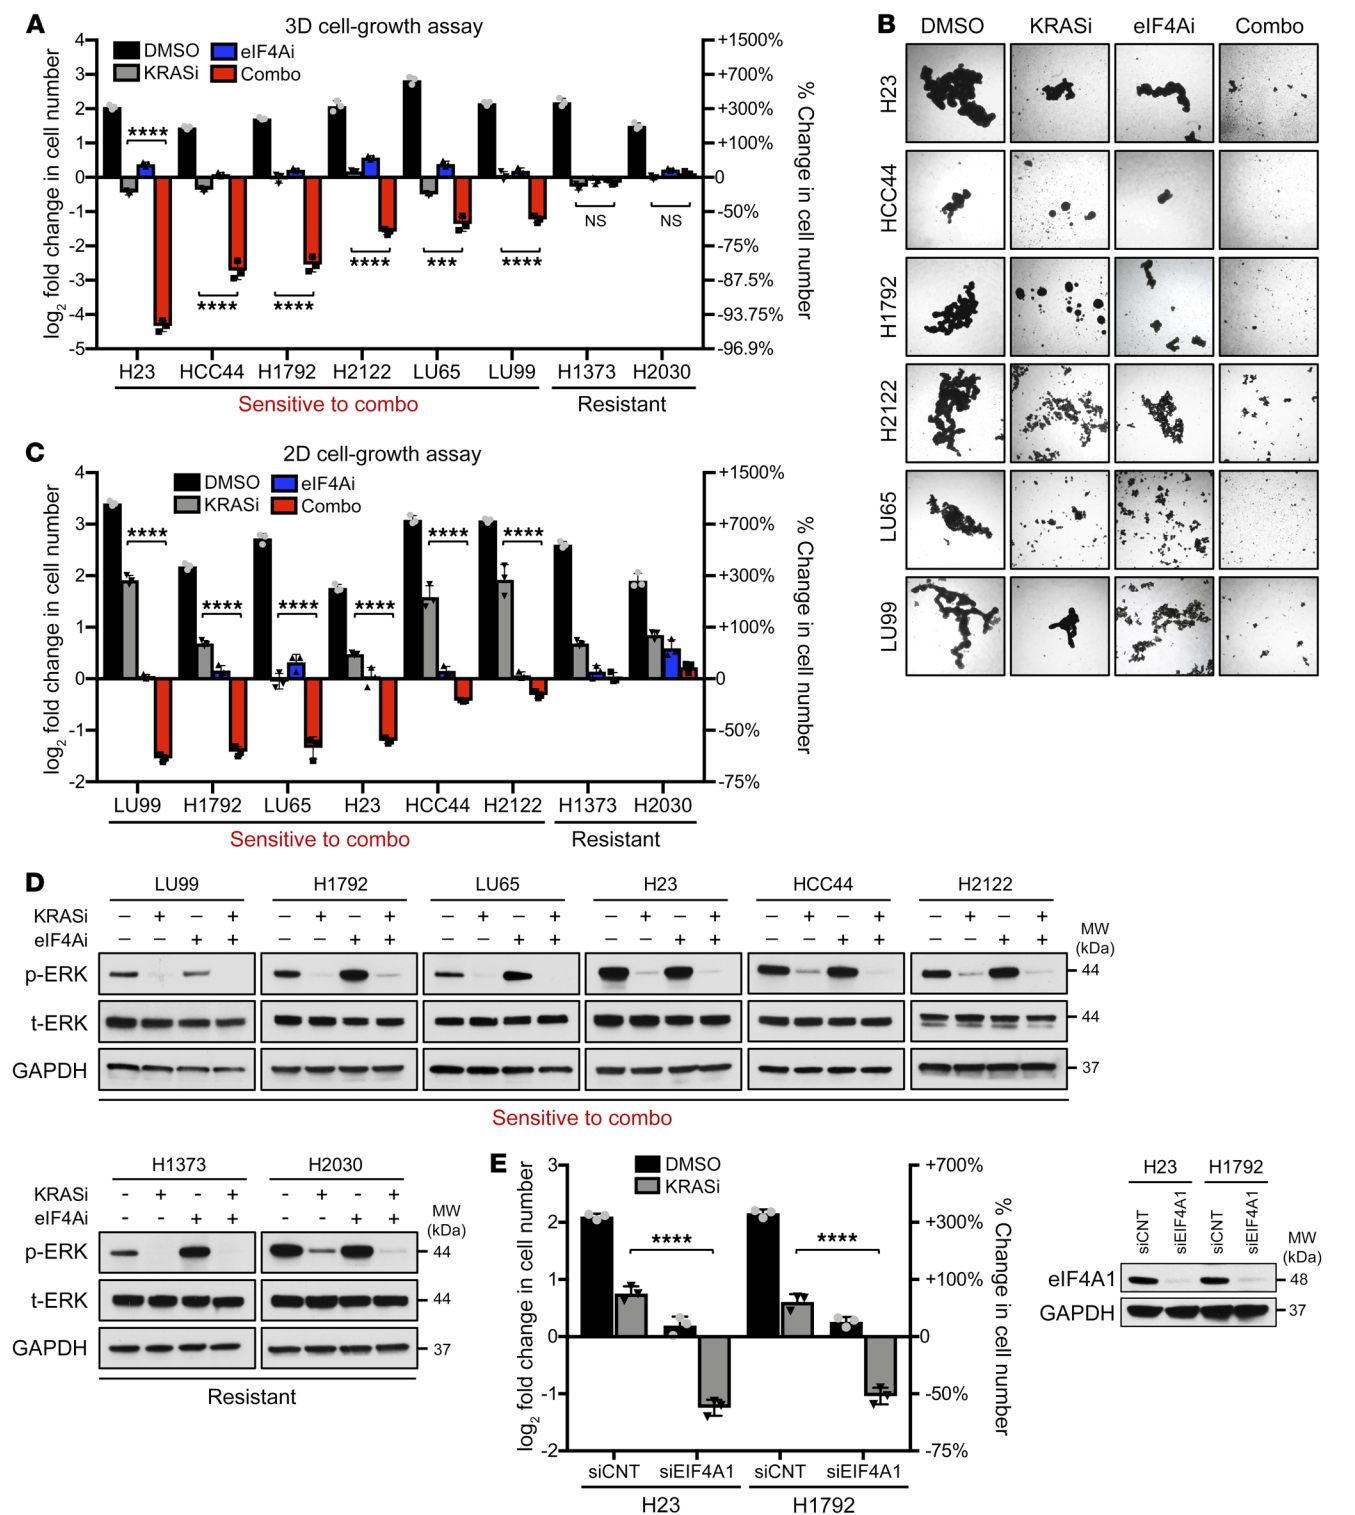 A
3D cell-growth assay
DMSO
eIF4Ai
KRASi
Combo
4
3
2
1
0
-1
-2
-3
-4
-5
log2 fold change in cell number
+1500%
+700%
+300%
+100%
0
-50%
-75%
-87.5%
-93.75%
-96.9%
% Change in cell number
****
****
****
****
***
****
NS
NS
H23 HCC44 H1792 H2122 LU65 LU99 H1373 H2030
Sensitive to combo
Resistant
B
DMSO KRASi eIF4Ai Combo
H23
HCC44
H1792
H2122
LU65
LU99
C
2D cell-growth assay
DMSO
eIF4Ai
KRASi
Combo
4
3
2
1
0
-1
-2
log2 fold change in cell number
+1500%
+700%
+300%
+100%
0
-50%
-75%
% Change in cell number
****
****
****
****
****
****
LU99 H1792 LU65 H23 HCC44 H2122 H1373 H2030
Sensitive to combo
Resistant
D
LU99 H1792 LU65 H23 HCC44 H2122
KRASi – + – + – + – + – + – + – + – + – + – + – + – +
eIF4Ai – – + + – – + + – – + + – – + + – – + + – – + +
MW
(kDa)
p-ERK
44
t-ERK
44
GAPDH
37
Sensitive to combo
H1373 H2030
KRASi - + - + - + - +
eIF4Ai - - + + - - + +
MW
(kDa)
p-ERK
44
t-ERK
44
GAPDH
37
Resistant
E
DMSO
KRASi
3
2
1
0
-1
-2
log2 fold change in cell number
+700%
+300%
+100%
0
-50%
-75%
% Change in cell number
****
****
siCNT siEIF4A1 siCNT siEIF4A1
H23 H1792
H23 H1792
siCNT siEIF4A1 siCNT siEIF4A1
MW
(kDa)
eIF4A1
48
GAPDH
37